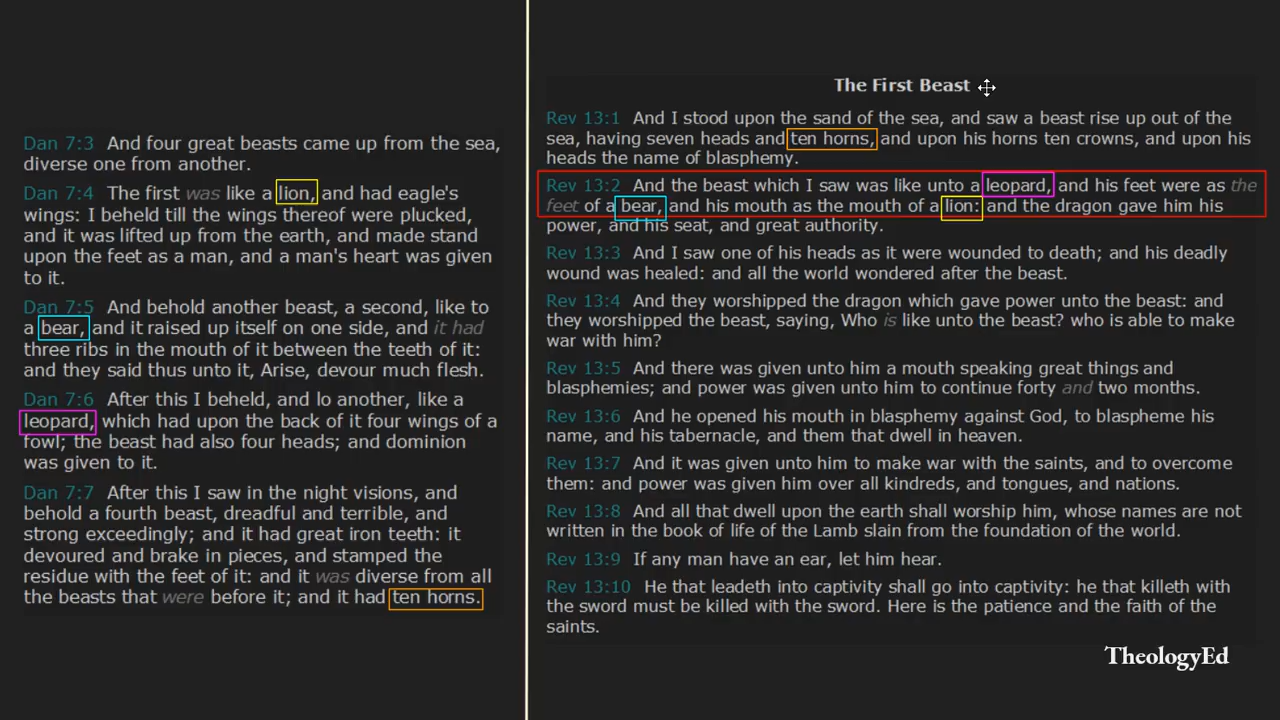 Dan 7:3 And four great beasts came up from the sea,
diverse one from another.
Dan 7:4 The first was like a lion, and had eagle's
wings: I beheld till the wings thereof were plucked,
and it was lifted up from the earth, and made stand
upon the feet as a man, and a man's heart was given
to it.
Dan 7:5 And behold another beast, a second, like to
a bear, and it raised up itself on one side, and it had
three ribs in the mouth of it between the teeth of it:
and they said thus unto it, Arise, devour much flesh.
Dan 7:6 After this I beheld, and lo another, like a
leopard, which had upon the back of it four wings of a
fowl; the beast had also four heads; and dominion
was given to it.
Dan 7:7 After this I saw in the night visions, and
behold a fourth beast, dreadful and terrible, and
strong exceedingly; and it had great iron teeth: it
devoured and brake in pieces, and stamped the
residue with the feet of it: and it was diverse from all
the beasts that were before it; and it had ten horns.
The First Beast
Rev 13:1 And I stood upon the sand of the sea, and saw a beast rise up out of the
sea, having seven heads and ten horns, and upon his horns ten crowns, and upon his
heads the name of blasphemy.
Rev 13:2 And the beast which I saw was like unto a leopard, and his feet were as the
feet of a bear, and his mouth as the mouth of a lion: and the dragon gave him his
power, and his seat, and great authority.
Rev 13:3 And I saw one of his heads as it were wounded to death; and his deadly
wound was healed: and all the world wondered after the beast.
Rev 13:4 And they worshipped the dragon which gave power unto the beast: and
they worshipped the beast, saying, Who is like unto the beast? who is able to make
war with him?
Rev 13:5 And there was given unto him a mouth speaking great things and
blasphemies; and power was given unto him to continue forty and two months.
Rev 13:6 And he opened his mouth in blasphemy against God, to blaspheme his
name, and his tabernacle, and them that dwell in heaven.
Rev 13:7 And it was given unto him to make war with the saints, and to overcome
them: and power was given him over all kindreds, and tongues, and nations.
Rev 13:8 And all that dwell upon the earth shall worship him, whose names are not
written in the book of life of the Lamb slain from the foundation of the world.
Rev 13:9 If any man have an ear, let him hear.
Rev 13:10 He that leadeth into captivity shall go into captivity: he that killeth with
the sword must be killed with the sword. Here is the patience and the faith of the
saints.
TheologyEd